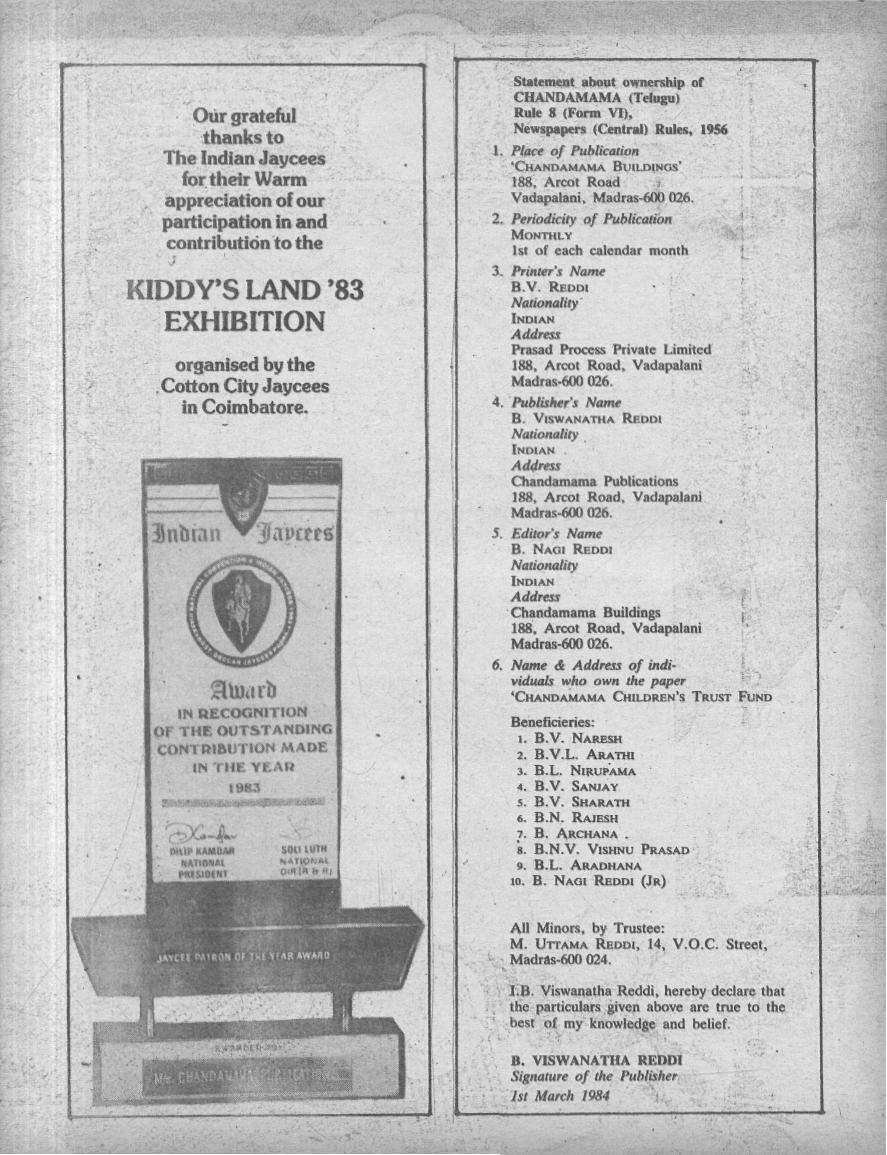 Our grateful
thanks to
The Indian Jaycees
for their Warm
appreciation of our
participation in and
contribution to the
KIDDY'S LAND '83
EXHIBITION
organised by the
Cotton City Jaycees
in Coimbatore.
Indian Jaycees
Award
IN RECOGNITION
OF THE OUTSTANDING
CONTRIBUTION MADE
IN THE YEAR
1983
DILIP KAMDAR
NATIONAL
PRESIDENT
SOLI LUTH
NATIONAL
DIR (R & R)
JAYCEE PATRON OF THE YEAR AWARD
AWARDED TO
M/s. CHANDAMAMA PUBLICATIONS
Statement about ownership of
CHANDAMAMA (Telugu)
Rule 8 (Form VI),
Newspapers (Central) Rules, 1956
1. Place of Publication
'CHANDAMAMA BUILDINGS'
188, Arcot Road
Vadapalani, Madras-600 026.
2. Periodicity of Publication
MONTHLY
1st of each calendar month
3. Printer's Name
B.V. REDDI
Nationality
INDIAN
Address
Prasad Process Private Limited
188, Arcot Road, Vadapalani
Madras-600 026.
4. Publisher's Name
B. VISWANATHA REDDI
Nationality
INDIAN
Address
Chandamama Publications
188, Arcot Road, Vadapalani
Madras-600 026.
5. Editor's Name
B. NAGI REDDI
Nationality
INDIAN
Address
Chandamama Buildings
188, Arcot Road, Vadapalani
Madras-600 026.
6. Name & Address of indi-
viduals who own the paper
'CHANDAMAMA CHILDREN'S TRUST FUND
Beneficieries:
1. B.V. NARESH
2. B.V.L. ARATHI
3. B.L. NIRUPAMA
4. B.V. SANJAY
5. B.V. SHARATH
6. B.N. RAJESH
7. B. ARCHANA
8. B.N.V. VISHNU PRASAD
9. B.L. ARADHANA
10. B. NAGI REDDI (JR)
All Minors, by Trustee:
M. UTTAMA REDDI, 14, V.O.C. Street,
Madras-600 024.
I.B. Viswanatha Reddi, hereby declare that
the particulars given above are true to the
best of my knowledge and belief.
B. VISWANATHA REDDI
Signature of the Publisher
1st March 1984